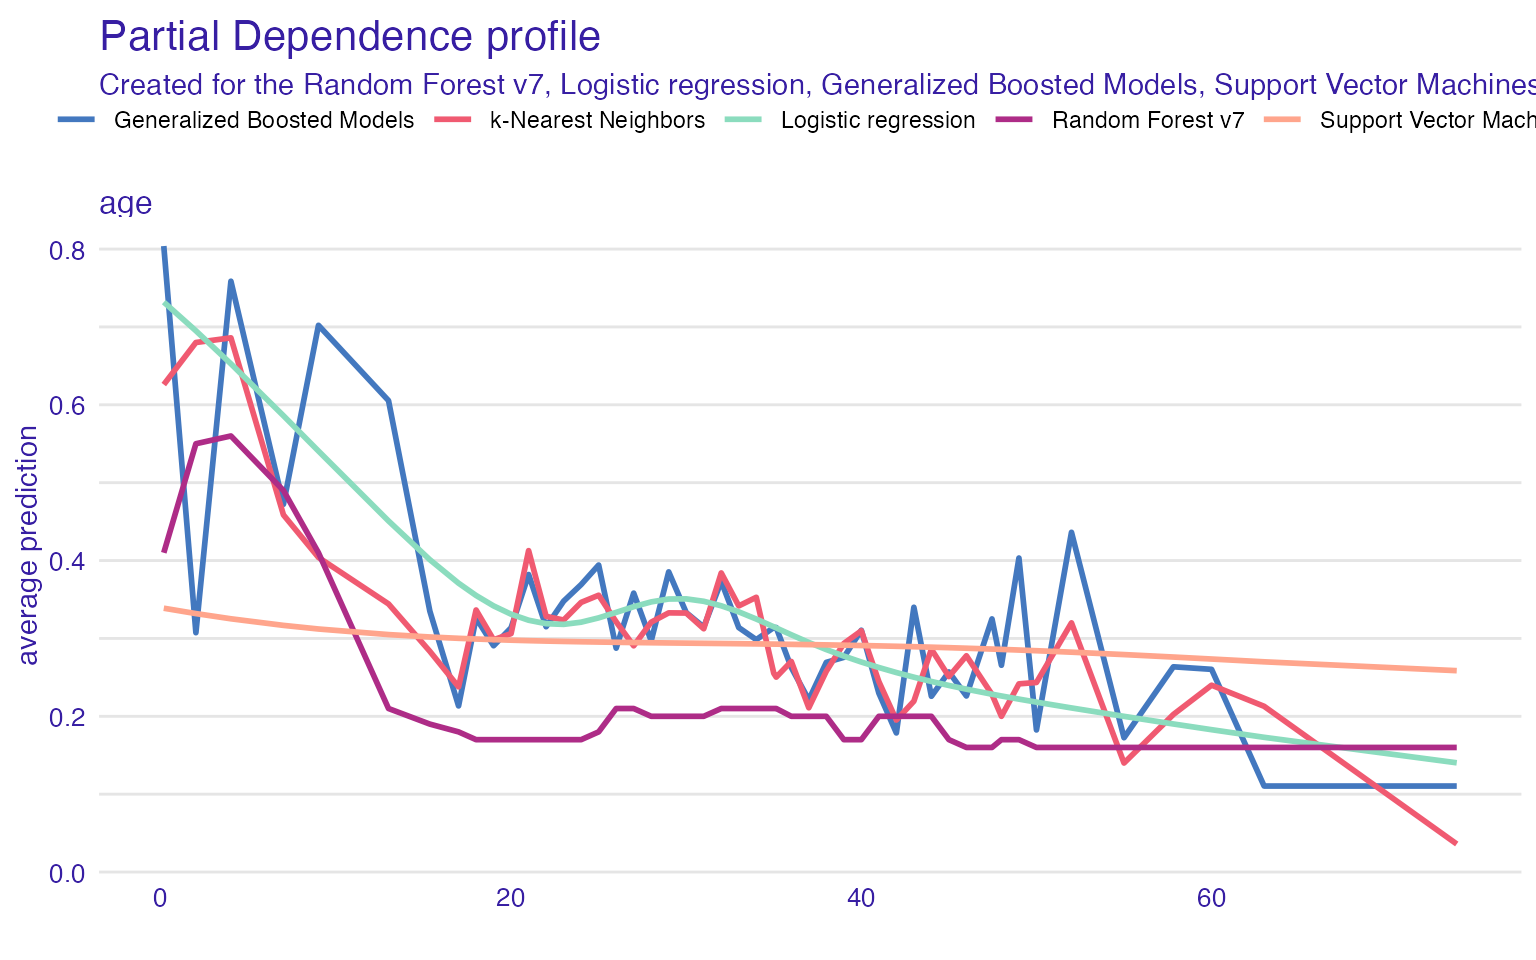 Partial Dependence profile
Created for the Random Forest v7, Logistic regression, Generalized Boosted Models, Support Vector Machines
Generalized Boosted Models k-Nearest Neighbors Logistic regression Random Forest v7 Support Vector Mach
age
average prediction
0.8
0.6
0.4
0.2
0.0
0 20 40 60